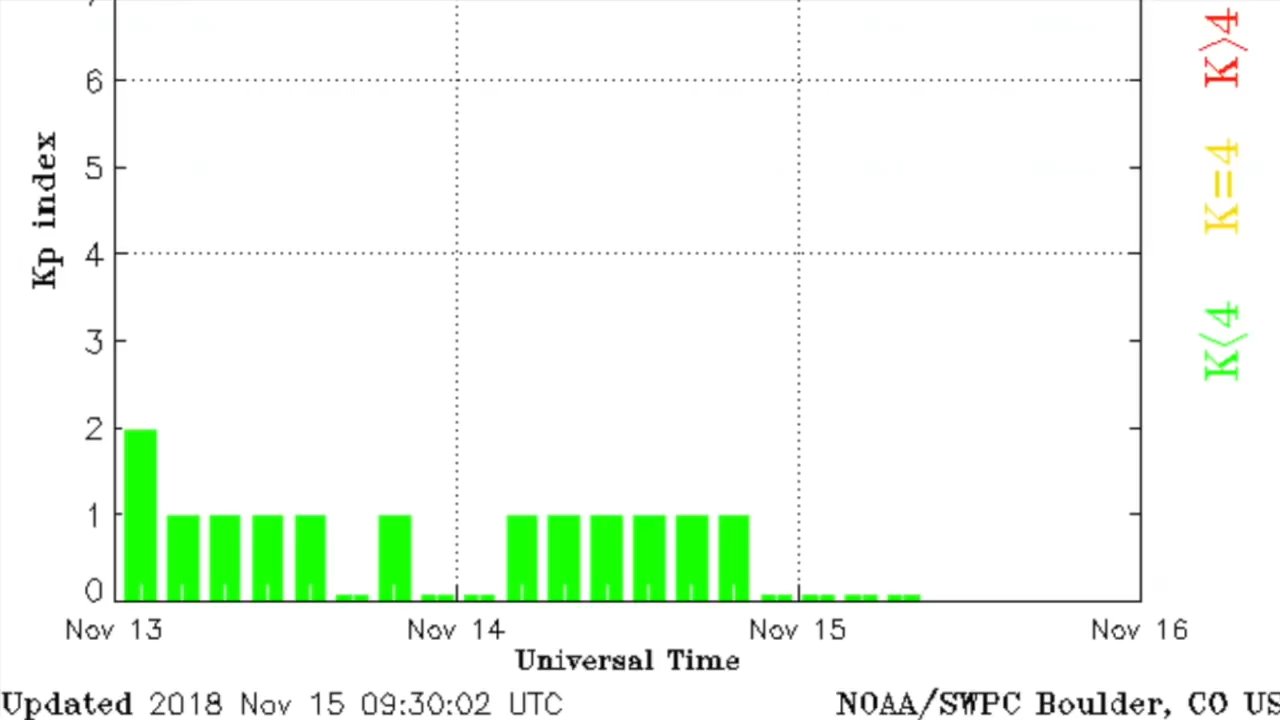 K>4
6
K=4
5
Kp index
4
K<4
3
2
1
0
Nov 13 Nov 14 Nov 15 Nov 16
Universal Time
Updated 2018 Nov 15 09:30:02 UTC NOAA/SWPC Boulder, CO US